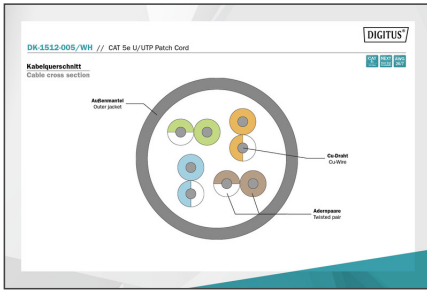 DIGITUS®
DK-1512-005/WH // CAT 5e U/UTP Patch Cord
Kabelquerschnitt
Cable cross section
Außenmantel
Outer jacket
Cu-Draht
Cu-Wire
Adernpaare
Twisted pair